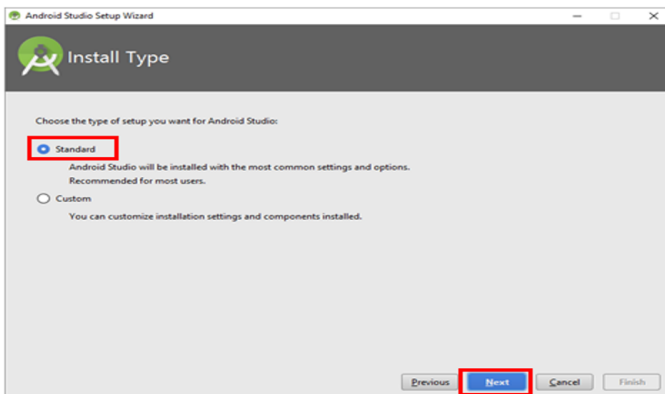 Android Studio Setup Wizard
Install Type
Choose the type of setup you want for Android Studio:
Standard
Android Studio will be installed with the most common settings and options.
Recommended for most users.
Custom
You can customize installation settings and components installed.
Previous Next Cancel Finish